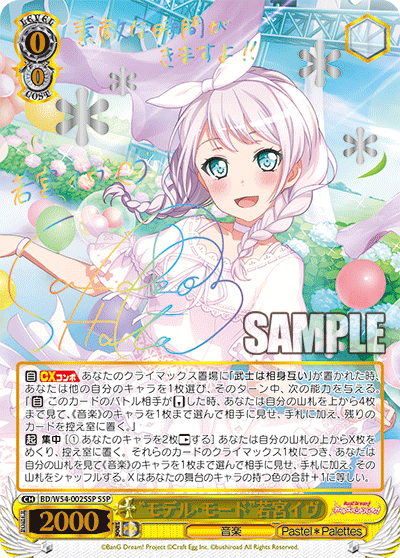 LEVEL
0
0
COST
素敵なお時間が
きますよ!!
若宮イヴ
SAMPLE
【自】 CXコンボ あなたのクライマックス置場に「武士は相身互い」が置かれた時、
あなたは他の自分のキャラを1枚選び、そのターン中、次の能力を与える。
『【自】 このカードのバトル相手が【リバース】した時、あなたは自分の山札を上から4枚
まで見て、《音楽》のキャラを1枚まで選んで相手に見せ、手札に加え、残りの
カードを控え室に置く。』
【起】 集中 [① あなたのキャラを2枚【レスト】する] あなたは自分の山札の上からX枚を
めくり、控え室に置く。それらのカードのクライマックス1枚につき、あなたは
自分の山札を見て《音楽》のキャラを1枚まで選んで相手に見せ、手札に加え、
その山札をシャッフルする。Xはあなたの舞台のキャラの持つ色の合計+1に等しい。
CH BD/W54-002SSP SSP
2000
"モデル・モード"若宮イヴ
BanG Dream!
音楽
Pastel*Palettes
©BanG Dream! Project ©Craft Egg Inc. ©bushiroad All Rights Reserved.